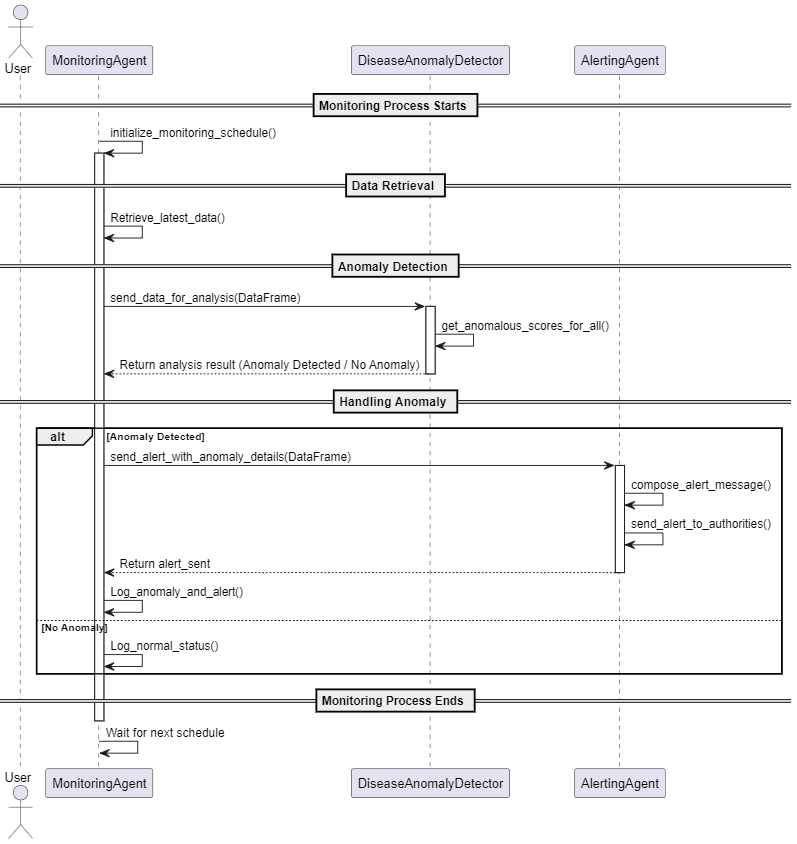 User
MonitoringAgent
DiseaseAnomalyDetector
AlertingAgent
Monitoring Process Starts
initialize_monitoring_schedule()
Data Retrieval
Retrieve_latest_data()
Anomaly Detection
send_data_for_analysis(DataFrame)
get_anomalous_scores_for_all()
Return analysis result (Anomaly Detected / No Anomaly)
Handling Anomaly
alt
[Anomaly Detected]
send_alert_with_anomaly_details(DataFrame)
compose_alert_message()
send_alert_to_authorities()
Return alert_sent
Log_anomaly_and_alert()
[No Anomaly]
Log_normal_status()
Monitoring Process Ends
Wait for next schedule
User
MonitoringAgent
DiseaseAnomalyDetector
AlertingAgent